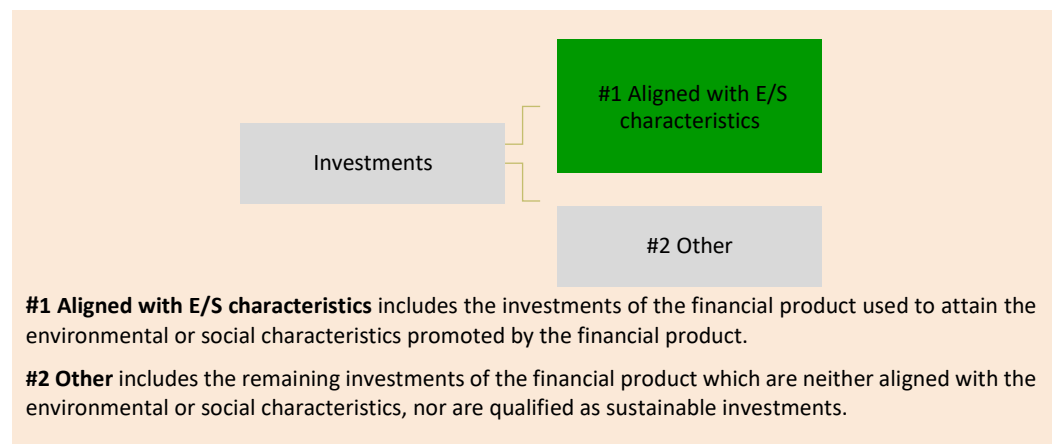 #1 Aligned with E/S
characteristics
Investments
#2 Other
#1 Aligned with E/S characteristics includes the investments of the financial product used to attain the
environmental or social characteristics promoted by the financial product.
#2 Other includes the remaining investments of the financial product which are neither aligned with the
environmental or social characteristics, nor are qualified as sustainable investments.